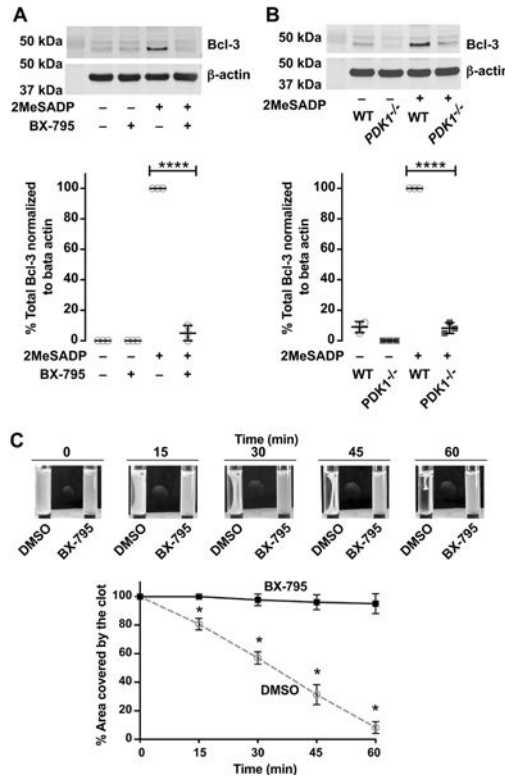 A
50 kDa
Bcl-3
50 kDa
37 kDa
β-actin
2MeSADP – – + +
BX-795 – + – +
% Total Bcl-3 normalized
to bata actin
100
80
60
40
20
10
0
****
2MeSADP – – + +
BX-795 – + – +
B
50 kDa
Bcl-3
50 kDa
37 kDa
β-actin
2MeSADP – – + +
WT PDK1-/- WT PDK1-/-
% Total Bcl-3 normalized
to beta actin
100
80
60
40
20
10
0
****
2MeSADP – – + +
WT PDK1-/- WT PDK1-/-
C
Time (min)
0 15 30 45 60
DMSO BX-795 DMSO BX-795 DMSO BX-795 DMSO BX-795 DMSO BX-795
% Area covered by the clot
100
80
60
40
20
0
BX-795
DMSO
* * * *
0 15 30 45 60
Time (min)